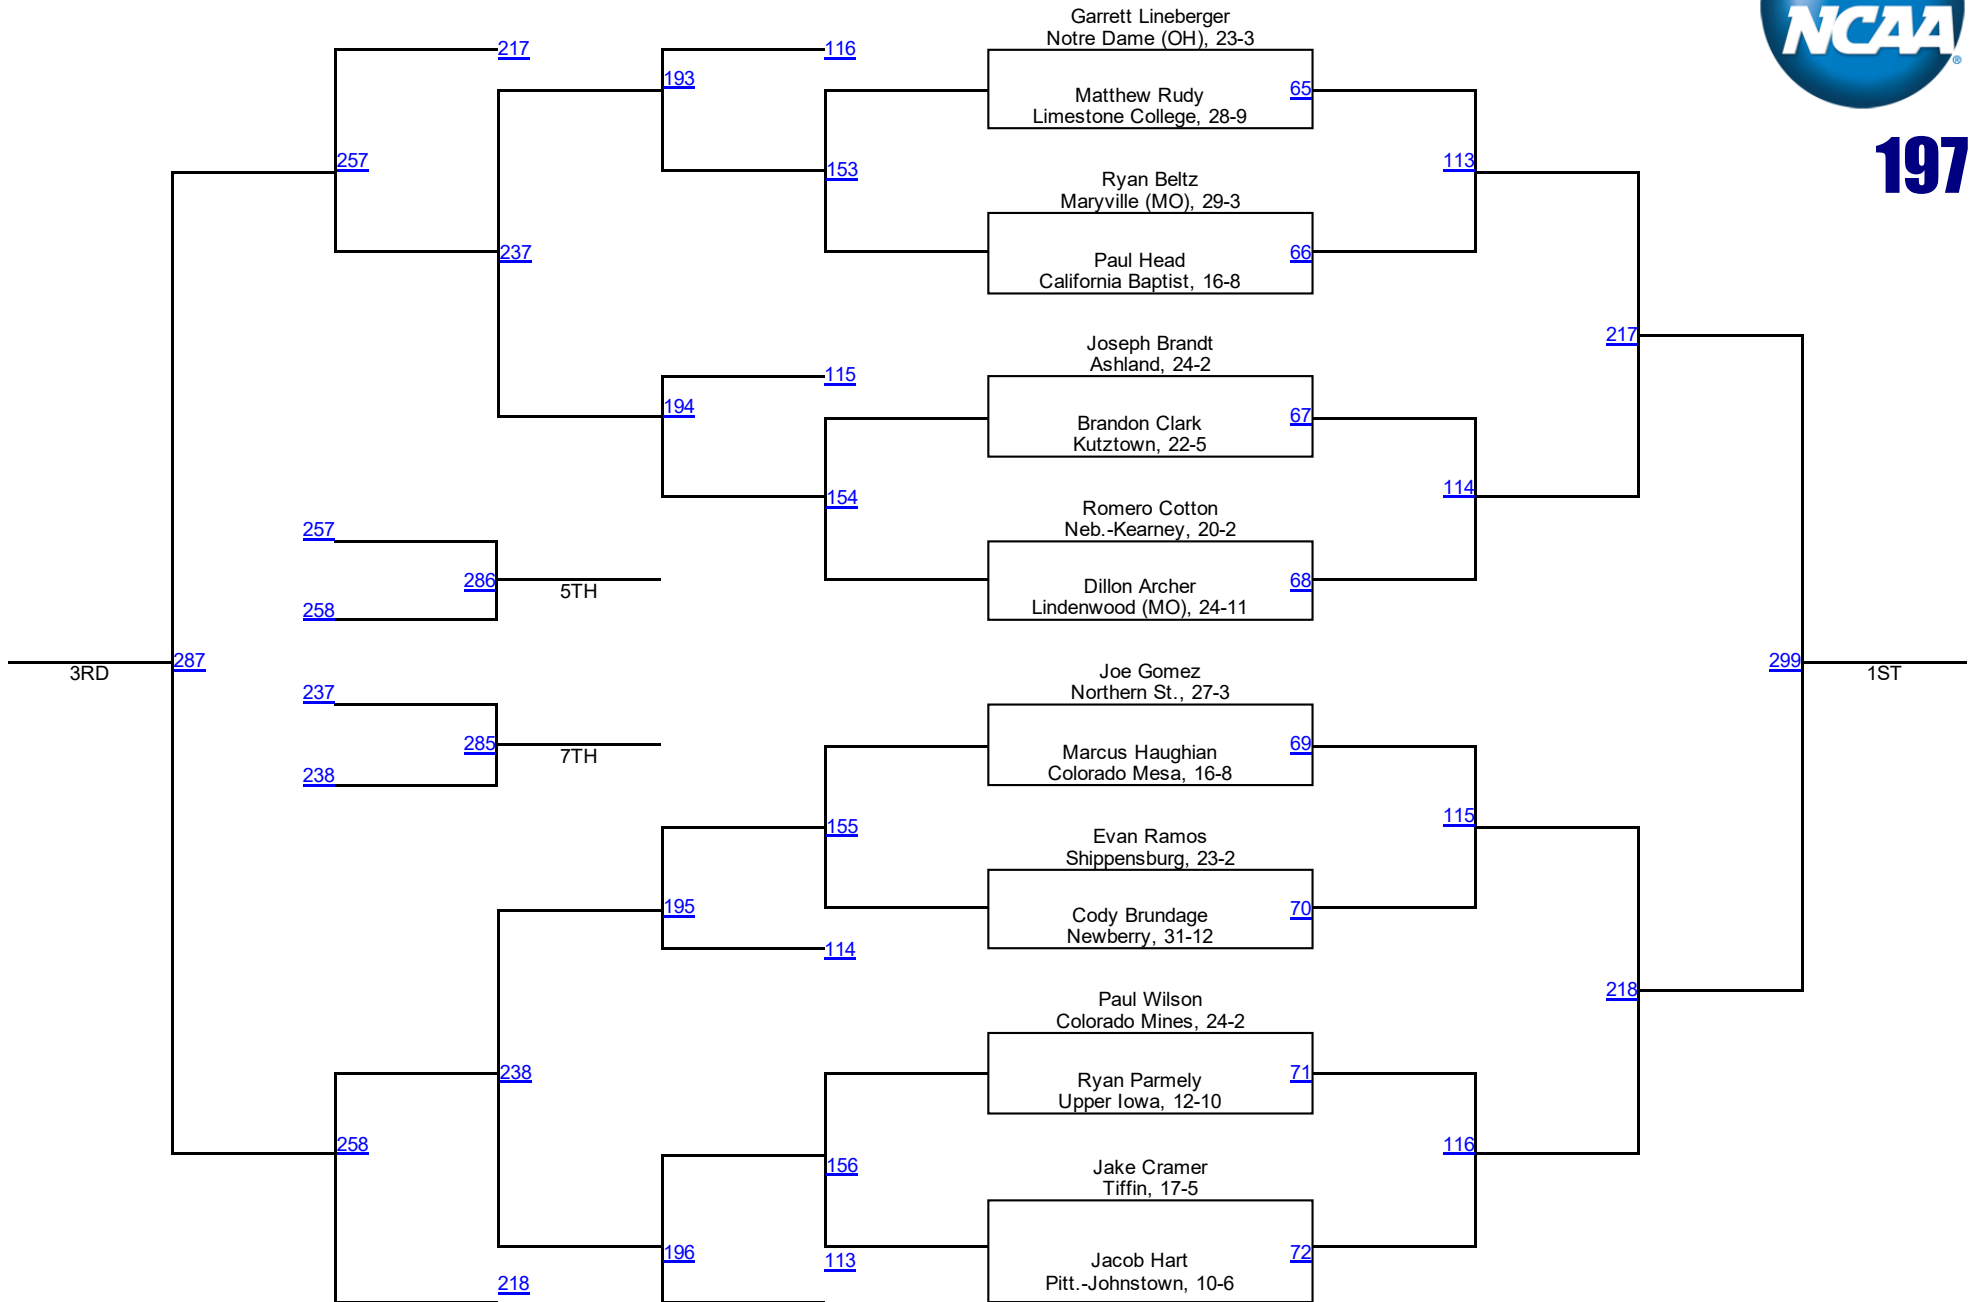 NCAA
®
197
Garrett Lineberger
Notre Dame (OH), 23-3
217
116
193
65
Matthew Rudy
Limestone College, 28-9
257
153
113
Ryan Beltz
Maryville (MO), 29-3
237
66
Paul Head
California Baptist, 16-8
217
Joseph Brandt
Ashland, 24-2
115
194
67
Brandon Clark
Kutztown, 22-5
154
114
Romero Cotton
Neb.-Kearney, 20-2
257
286
5TH
68
Dillon Archer
Lindenwood (MO), 24-11
258
287
3RD
299
1ST
Joe Gomez
Northern St., 27-3
237
285
7TH
69
Marcus Haughian
Colorado Mesa, 16-8
238
155
115
Evan Ramos
Shippensburg, 23-2
195
70
Cody Brundage
Newberry, 31-12
114
218
Paul Wilson
Colorado Mines, 24-2
238
71
Ryan Parmely
Upper Iowa, 12-10
258
156
116
Jake Cramer
Tiffin, 17-5
196
113
72
Jacob Hart
Pitt.-Johnstown, 10-6
218